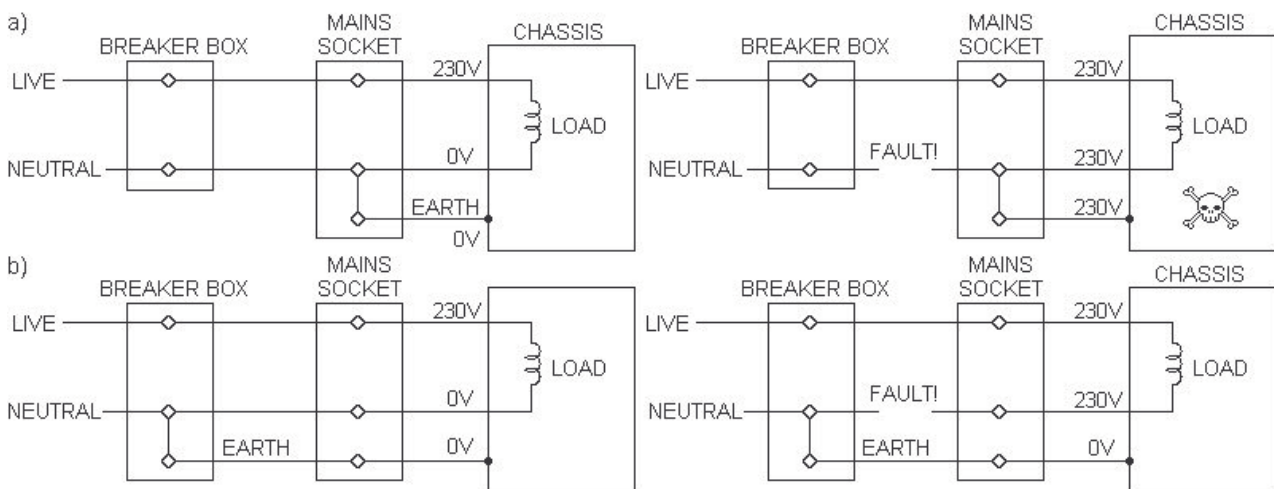 a)
BREAKER BOX
MAINS
SOCKET
CHASSIS
LIVE
230V
LOAD
NEUTRAL
0V
EARTH
0V
BREAKER BOX
MAINS
SOCKET
CHASSIS
LIVE
230V
LOAD
NEUTRAL
FAULT!
230V
230V
b)
BREAKER BOX
MAINS
SOCKET
LIVE
230V
LOAD
NEUTRAL
0V
EARTH
0V
BREAKER BOX
MAINS
SOCKET
CHASSIS
LIVE
230V
LOAD
NEUTRAL
FAULT!
230V
EARTH
0V